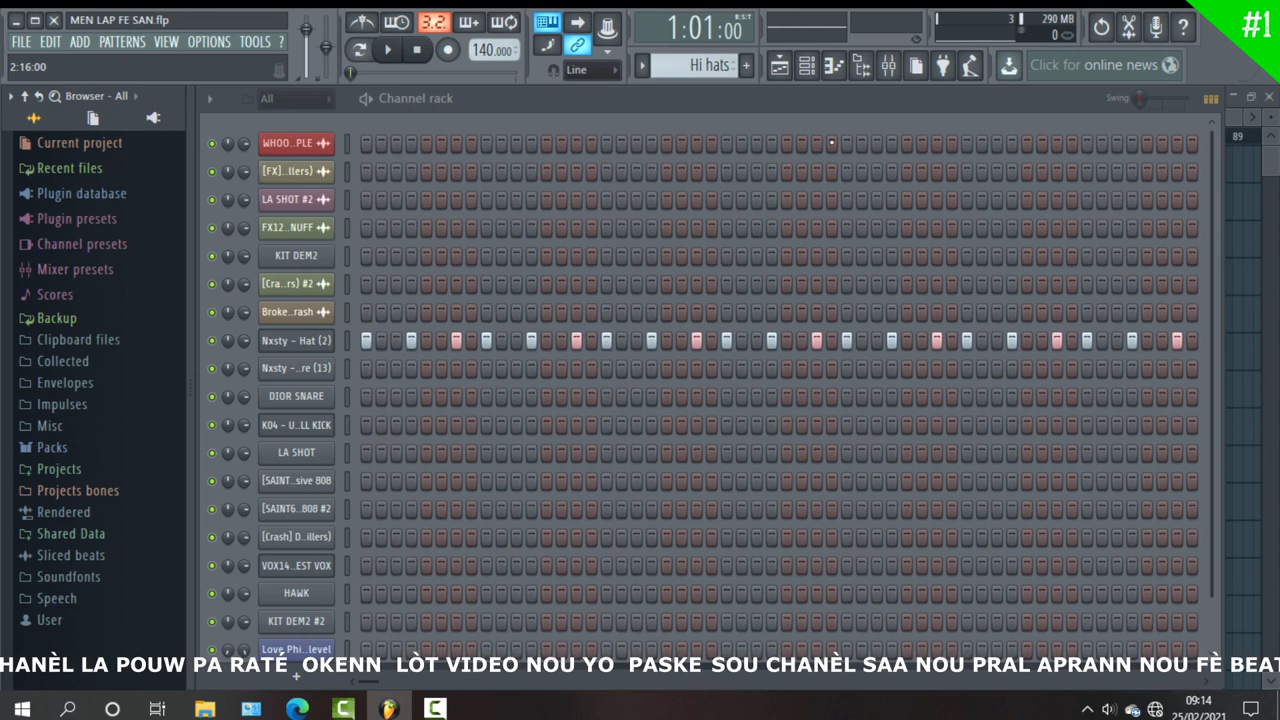 MEN LAP FE SAN.flp
FILE EDIT ADD PATTERNS VIEW OPTIONS TOOLS ?
2:16:00
3.2.
140.000
Line
1:01:00
B:S:T
Hi hats
3
290 MB
0
Click for online news
#1
Browser - All
All
Channel rack
Swing
Current project
Recent files
Plugin database
Plugin presets
Channel presets
Mixer presets
Scores
Backup
Clipboard files
Collected
Envelopes
Impulses
Misc
Packs
Projects
Projects bones
Rendered
Shared Data
Sliced beats
Soundfonts
Speech
User
WHOO..PLE
[FX]...llers)
LA SHOT #2
FX12..NUFF
KIT DEM2
[Cra..rs) #2
Broke..rash
Nxsty - Hat (2)
Nxsty -..re (13)
DIOR SNARE
K04 - U..LL KICK
LA SHOT
[SAINT..sive 808
[SAINT6..808 #2
[Crash] D..illers)
VOX14..EST VOX
HAWK
KIT DEM2 #2
Love Phi..level
89
HANÈL LA POUW PA RATÉ OKENN LÒT VIDEO NOU YO PASKE SOU CHANÈL SAA NOU PRAL APRANN NOU FÈ BEAT
09:14
25/02/2021